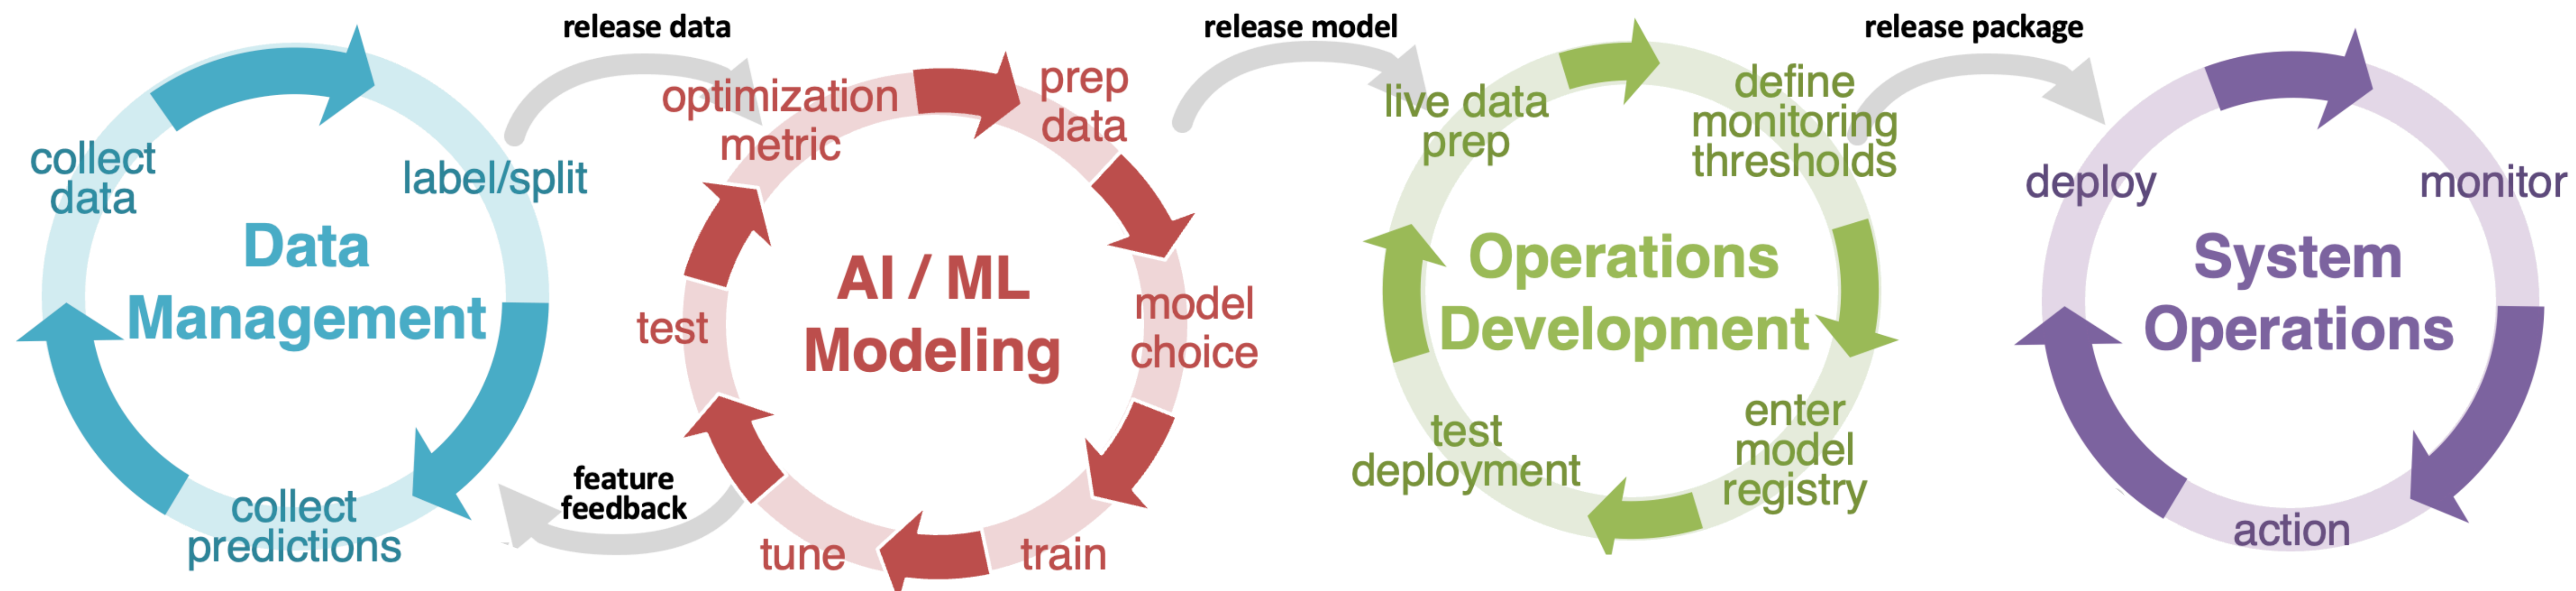 release data
release model
release package
collect
data
label/split
Data
Management
collect
predictions
feature
feedback
optimization
metric
prep
data
model
choice
train
tune
test
AI / ML
Modeling
live data
prep
define
monitoring
thresholds
enter
model
registry
test
deployment
Operations
Development
deploy
monitor
action
System
Operations